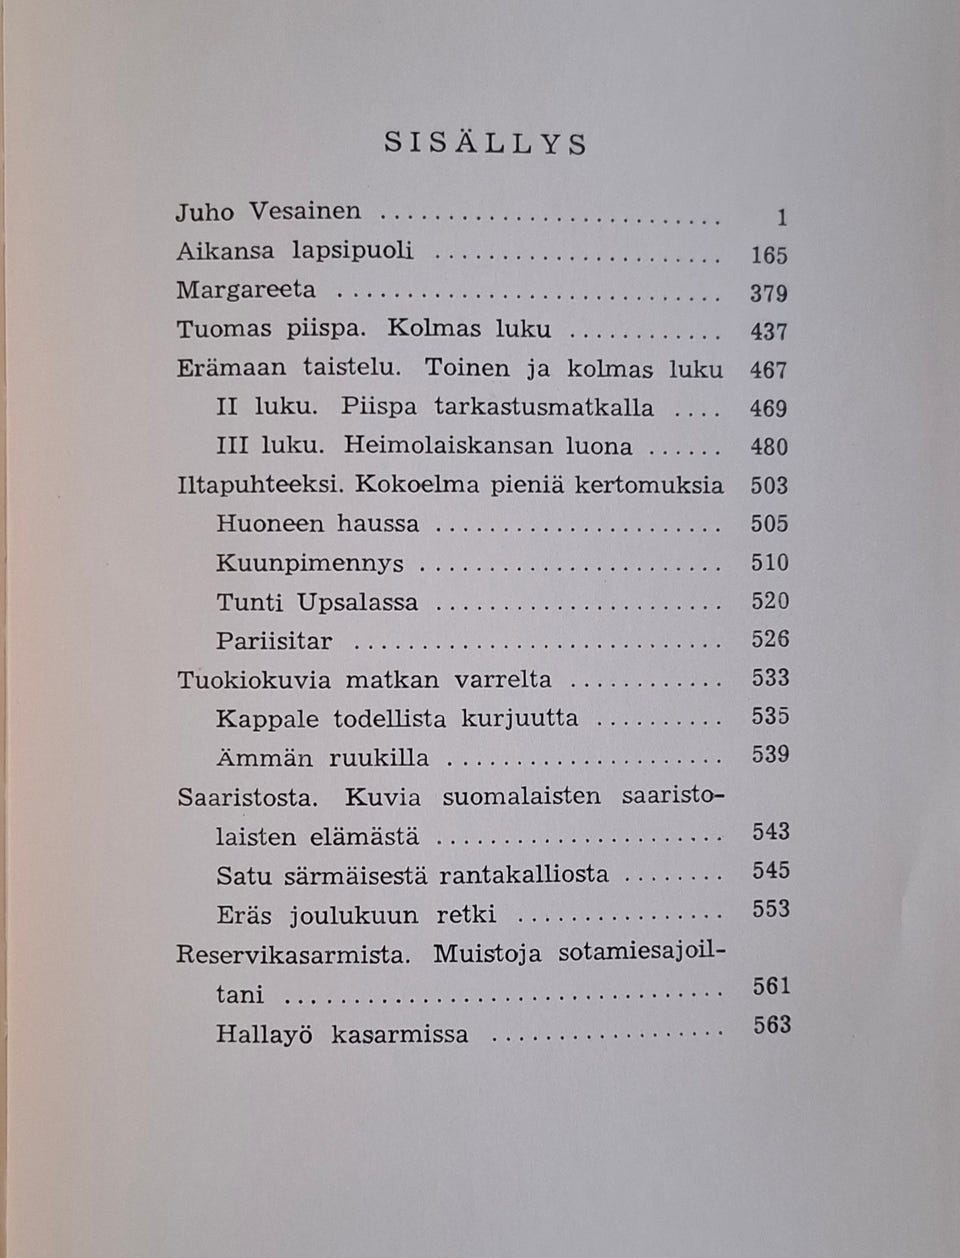 SISÄLLYS
Juho Vesainen ......................... 1
Aikansa lapsipuoli ..................... 165
Margareeta ............................ 379
Tuomas piispa. Kolmas luku ........... 437
Erämaan taistelu. Toinen ja kolmas luku 467
II luku. Piispa tarkastusmatkalla .... 469
III luku. Heimolaiskansan luona ...... 480
Iltapuhteeksi. Kokoelma pieniä kertomuksia 503
Huoneen haussa ..................... 505
Kuunpimennys ...................... 510
Tunti Upsalassa ..................... 520
Pariisitar ........................... 526
Tuokiokuvia matkan varrelta ........... 533
Kappale todellista kurjuutta .......... 535
Ämmän ruukilla .................... 539
Saaristosta. Kuvia suomalaisten saaristo-
laisten elämästä ..................... 543
Satu särmäisestä rantakalliosta ........ 545
Eräs joulukuun retki ............... 553
Reservikasarmista. Muistoja sotamiesajoil-
tani ................................ 561
Hallayö kasarmissa ................. 563